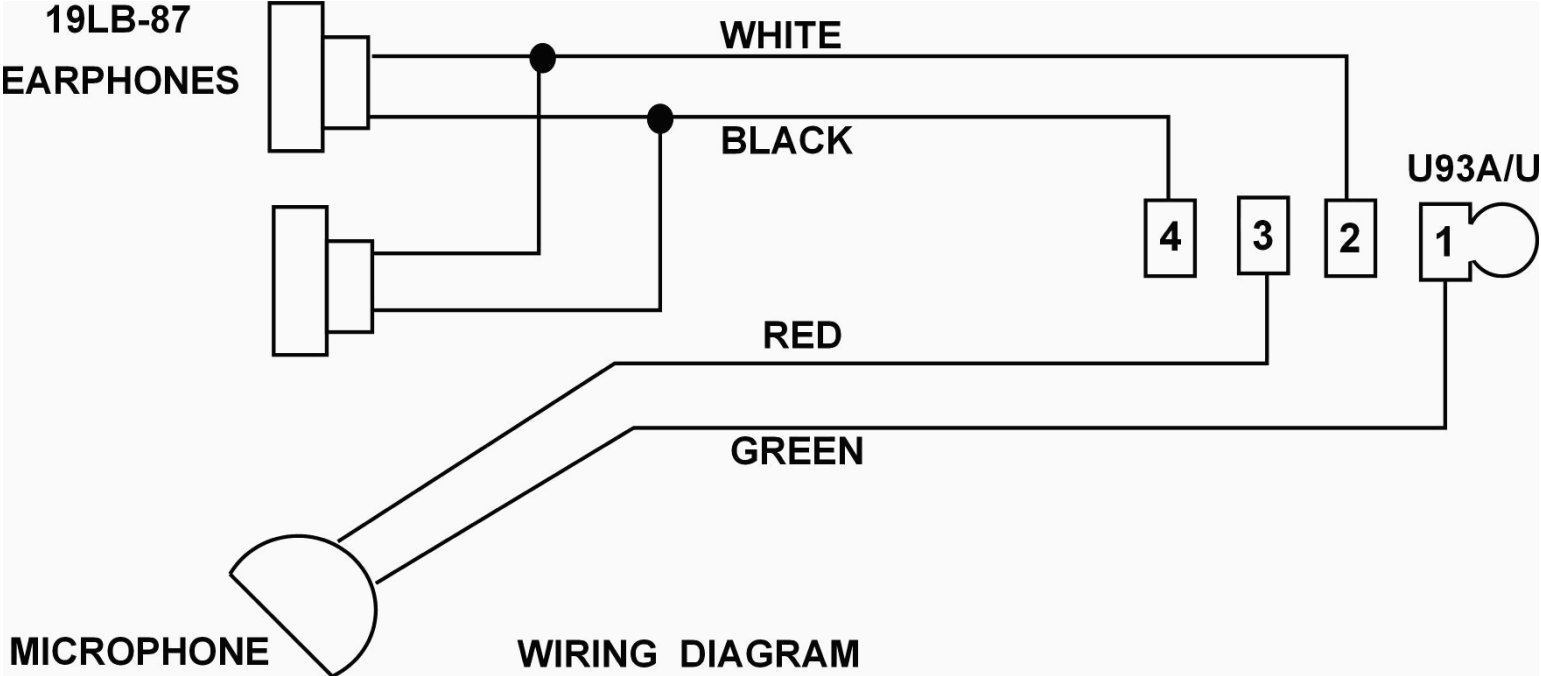 19LB-87
EARPHONES
WHITE
BLACK
U93A/U
4 3 2 1
RED
GREEN
MICROPHONE
WIRING DIAGRAM